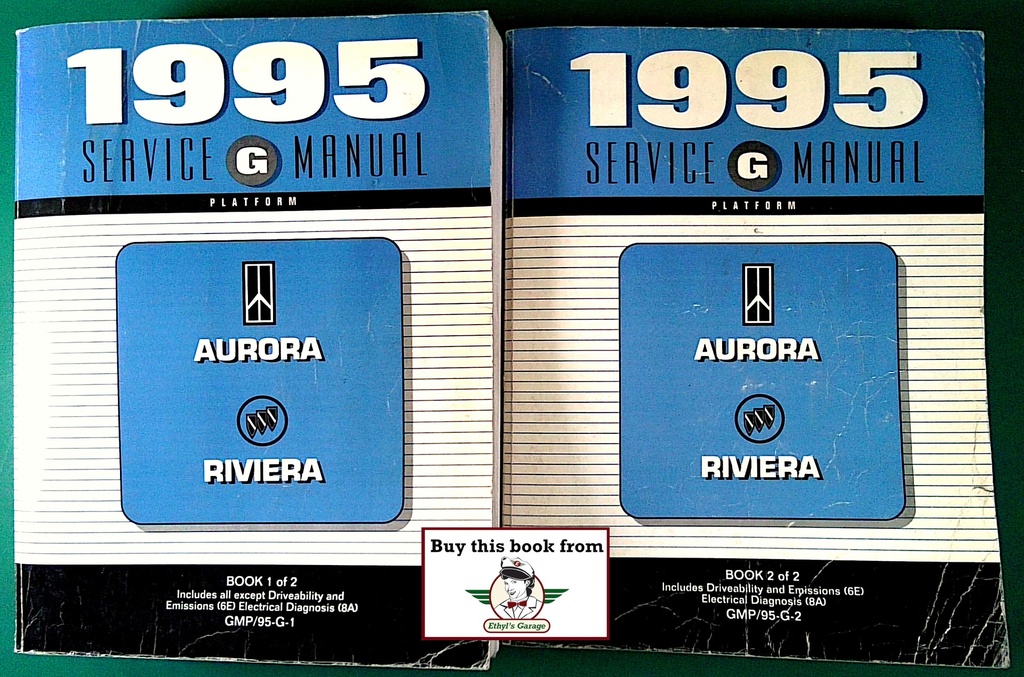 1995
SERVICE G MANUAL
PLATFORM
AURORA
RIVIERA
BOOK 1 of 2
Includes all except Driveability and
Emissions (6E) Electrical Diagnosis (8A)
GMP/95-G-1
1995
SERVICE G MANUAL
PLATFORM
AURORA
RIVIERA
BOOK 2 of 2
Includes Driveability and Emissions (6E)
Electrical Diagnosis (8A)
GMP/95-G-2
Buy this book from
Ethyl's Garage